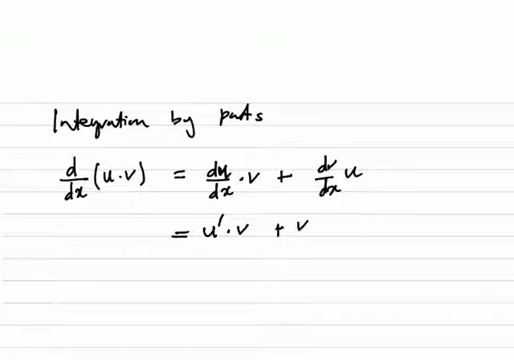 Integration by parts
d/dx (u·v) = du/dx · v + dv/dx u
= u'·v + v